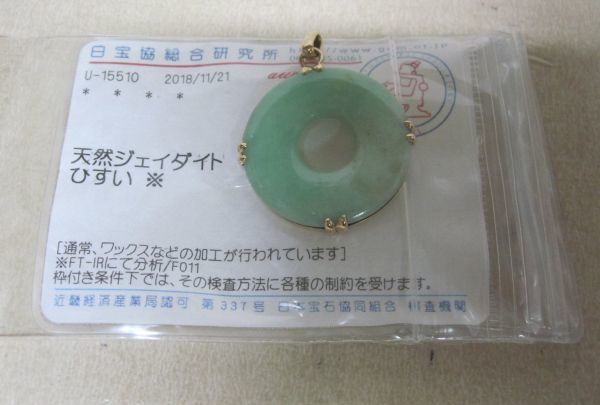 日宝協総合研究所
U-15510 2018/11/21
* * * *
天然ジェイダイト
ひすい ※
[通常、ワックスなどの加工が行われています]
※FT-IRにて分析/F011
枠付き条件下では、その検査方法に各種の制約を受けます。
近畿経済産業局認可 第337号 日本宝石協同組合 検査機関